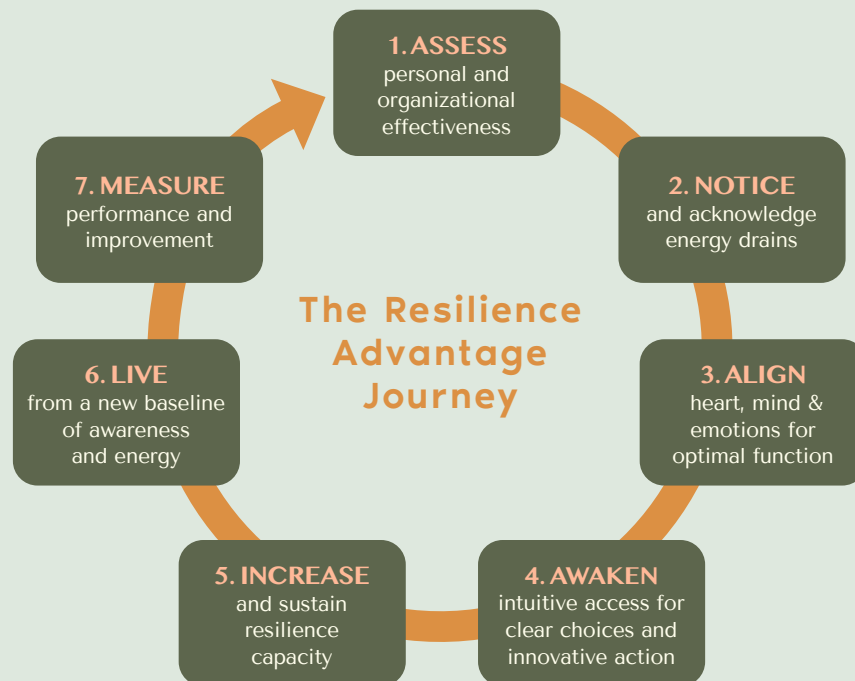 1. ASSESS
personal and
organizational
effectiveness
2. NOTICE
and acknowledge
energy drains
3. ALIGN
heart, mind &
emotions for
optimal function
4. AWAKEN
intuitive access for
clear choices and
innovative action
5. INCREASE
and sustain
resilience
capacity
6. LIVE
from a new baseline
of awareness
and energy
7. MEASURE
performance and
improvement
The Resilience
Advantage
Journey